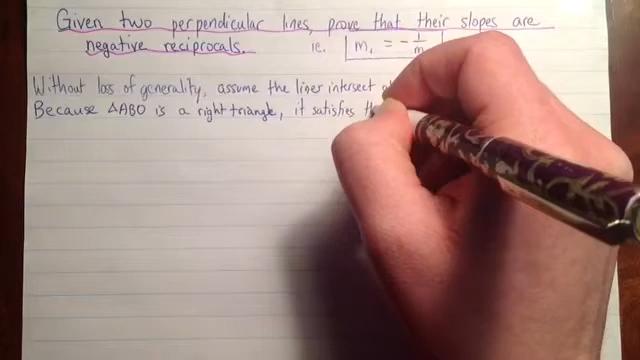 Given two perpendicular lines, prove that their slopes are
negative reciprocals. ie. m₁ = - 1/m
Without loss of generality, assume the lines intersect
Because △ABO is a right triangle, it satisfies